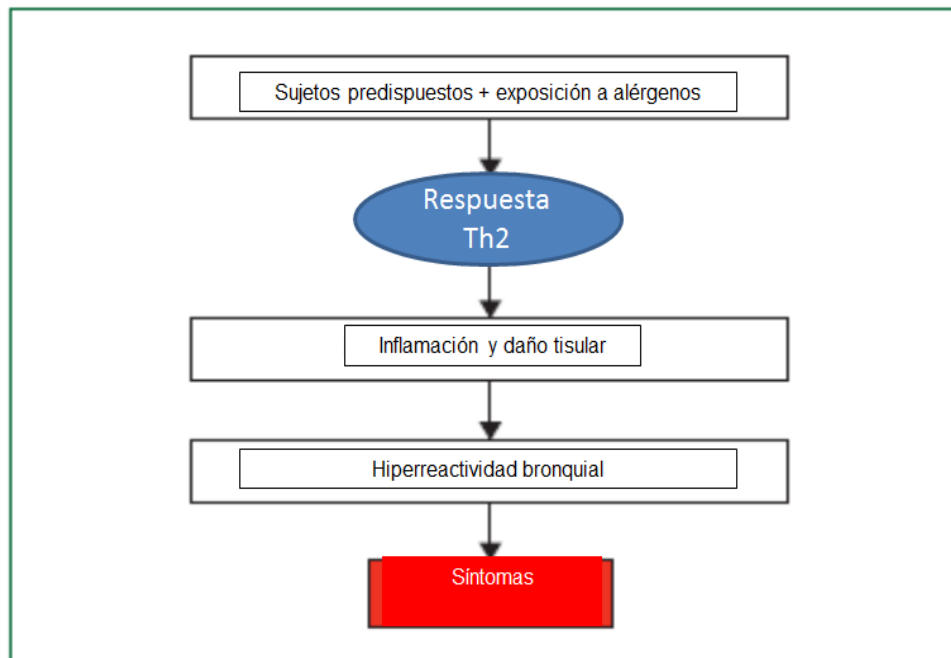 Sujetos predispuestos + exposición a alérgenos
Respuesta
Th2
Inflamación y daño tisular
Hiperreactividad bronquial
Síntomas